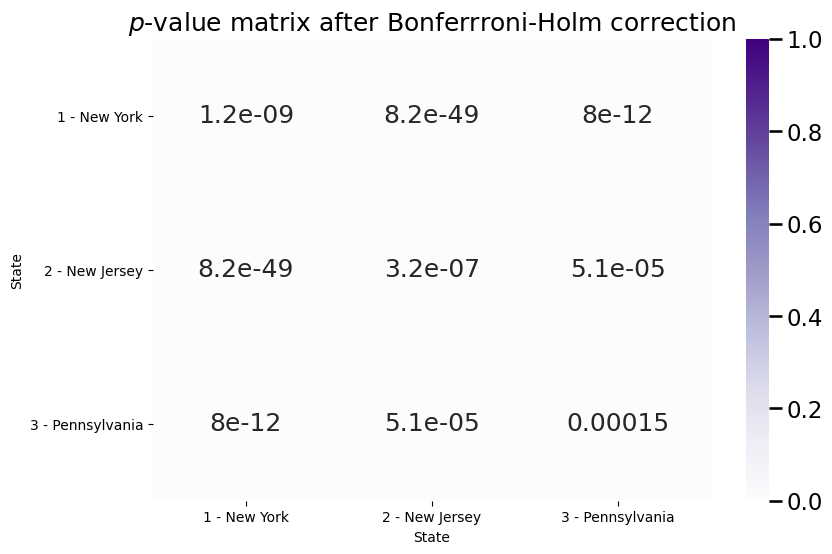 p-value matrix after Bonferrroni-Holm correction
1.0
1 - New York
1.2e-09 8.2e-49 8e-12
0.8
0.6
State
2 - New Jersey
8.2e-49 3.2e-07 5.1e-05
0.4
0.2
3 - Pennsylvania
8e-12 5.1e-05 0.00015
0.0
1 - New York 2 - New Jersey 3 - Pennsylvania
State